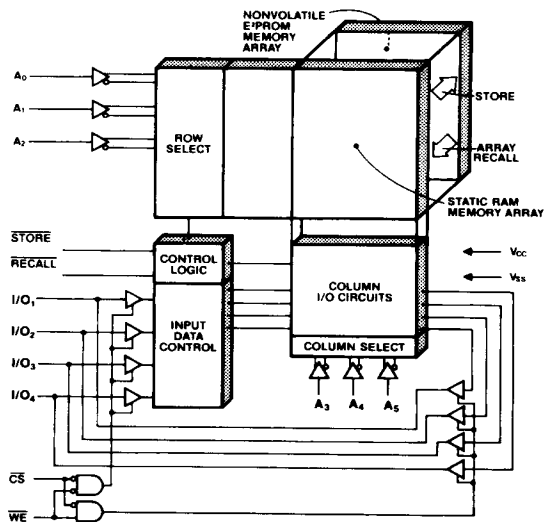 NONVOLATILE
E²PROM
MEMORY
ARRAY
A₀
A₁
A₂
ROW
SELECT
STORE
ARRAY
RECALL
STATIC RAM
MEMORY ARRAY
STORE
RECALL
CONTROL
LOGIC
COLUMN
I/O CIRCUITS
VCC
VSS
I/O₁
I/O₂
I/O₃
I/O₄
INPUT
DATA
CONTROL
COLUMN SELECT
A₃
A₄
A₅
CS
WE